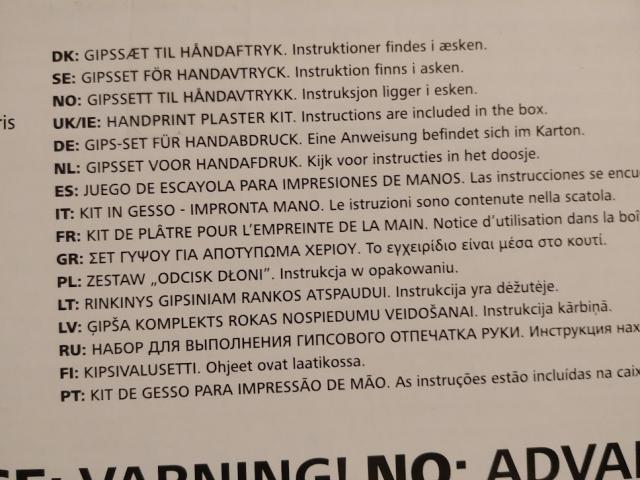 DK: GIPSSÆT TIL HÅNDAFTRYK. Instruktioner findes i æsken.
SE: GIPSSET FÖR HANDAVTRYCK. Instruktion finns i asken.
NO: GIPSSETT TIL HÅNDAVTRYKK. Instruksjon ligger i esken.
ris
UK/IE: HANDPRINT PLASTER KIT. Instructions are included in the box.
DE: GIPS-SET FÜR HANDABDRUCK. Eine Anweisung befindet sich im Karton.
NL: GIPSSET VOOR HANDAFDRUK. Kijk voor instructies in het doosje.
ES: JUEGO DE ESCAYOLA PARA IMPRESIONES DE MANOS. Las instrucciones se encu
IT: KIT IN GESSO - IMPRONTA MANO. Le istruzioni sono contenute nella scatola.
FR: KIT DE PLÂTRE POUR L'EMPREINTE DE LA MAIN. Notice d'utilisation dans la boî
GR: ΣΕΤ ΓΥΨΟΥ ΓΙΑ ΑΠΟΤΥΠΩΜΑ ΧΕΡΙΟΥ. Το εγχειρίδιο είναι μέσα στο κουτί.
PL: ZESTAW „ODCISK DŁONI”. Instrukcja w opakowaniu.
LT: RINKINYS GIPSINIAM RANKOS ATSPAUDUI. Instrukcija yra dėžutėje.
LV: ĢIPŠA KOMPLEKTS ROKAS NOSPIEDUMU VEIDOŠANAI. Instrukcija kārbiņā.
RU: НАБОР ДЛЯ ВЫПОЛНЕНИЯ ГИПСОВОГО ОТПЕЧАТКА РУКИ. Инструкция нах
FI: KIPSIVALUSETTI. Ohjeet ovat laatikossa.
PT: KIT DE GESSO PARA IMPRESSÃO DE MÃO. As instruções estão incluídas na caix
SE: VARNING! NO: ADVA